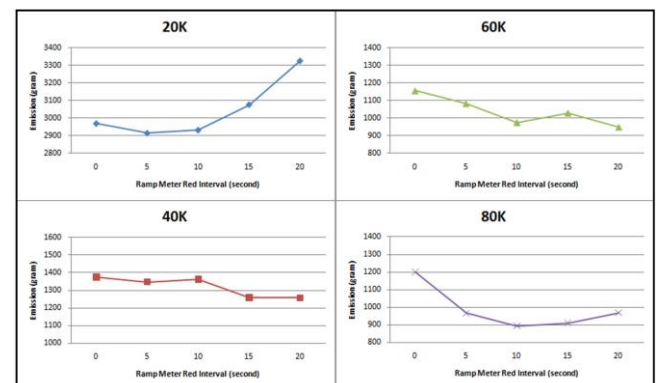 20K
3400
3300
3200
3100
3000
2900
2800
Emission (gram)
0 5 10 15 20
Ramp Meter Red Interval (second)
60K
1400
1300
1200
1100
1000
900
800
Emission (gram)
0 5 10 15 20
Ramp Meter Red Interval (second)
40K
1600
1500
1400
1300
1200
1100
1000
Emission (gram)
0 5 10 15 20
Ramp Meter Red Interval (second)
80K
1400
1300
1200
1100
1000
900
800
Emission (gram)
0 5 10 15 20
Ramp Meter Red Interval (second)